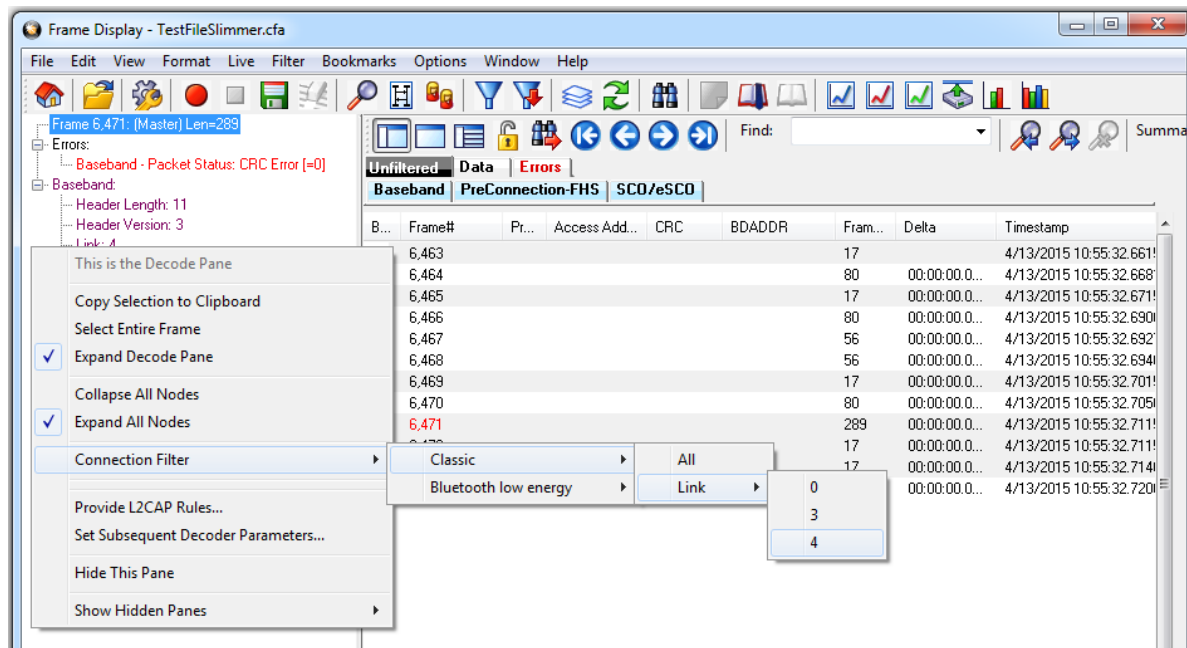 Frame Display - TestFileSlimmer.cfa
File Edit View Format Live Filter Bookmarks Options Window Help
Frame 6,471: (Master) Len=289
Errors:
Baseband - Packet Status: CRC Error [=0]
Baseband:
Header Length: 11
Header Version: 3
Link: 4
Find:
Summa
Unfiltered Data Errors
Baseband PreConnection-FHS SCO/eSCO
B... Frame# Pr... Access Add... CRC BDADDR Fram... Delta Timestamp
6,463 17 4/13/2015 10:55:32.661
6,464 80 00:00:00.0... 4/13/2015 10:55:32.668
6,465 17 00:00:00.0... 4/13/2015 10:55:32.671
6,466 80 00:00:00.0... 4/13/2015 10:55:32.690
6,467 56 00:00:00.0... 4/13/2015 10:55:32.692
6,468 56 00:00:00.0... 4/13/2015 10:55:32.694
6,469 17 00:00:00.0... 4/13/2015 10:55:32.701
6,470 80 00:00:00.0... 4/13/2015 10:55:32.705
6,471 289 00:00:00.0... 4/13/2015 10:55:32.711
17 00:00:00.0... 4/13/2015 10:55:32.711
17 00:00:00.0... 4/13/2015 10:55:32.714
00:00:00.0... 4/13/2015 10:55:32.720
This is the Decode Pane
Copy Selection to Clipboard
Select Entire Frame
Expand Decode Pane
Collapse All Nodes
Expand All Nodes
Connection Filter
Provide L2CAP Rules...
Set Subsequent Decoder Parameters...
Hide This Pane
Show Hidden Panes
Classic
Bluetooth low energy
All
Link
0
3
4